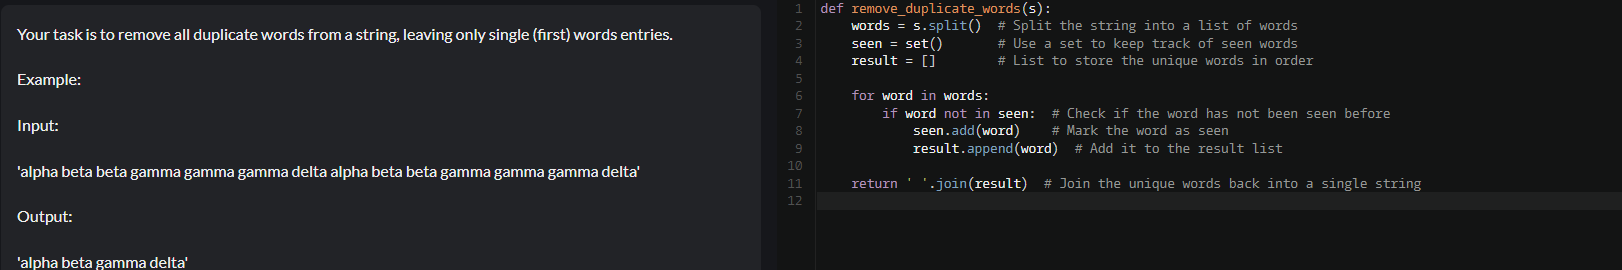 Your task is to remove all duplicate words from a string, leaving only single (first) words entries.
Example:
Input:
'alpha beta beta gamma gamma gamma delta alpha beta beta gamma gamma gamma delta'
Output:
'alpha beta gamma delta'
1 def remove_duplicate_words(s):
2     words = s.split()  # Split the string into a list of words
3     seen = set()       # Use a set to keep track of seen words
4     result = []        # List to store the unique words in order
5
6     for word in words:
7         if word not in seen:  # Check if the word has not been seen before
8             seen.add(word)    # Mark the word as seen
9             result.append(word)  # Add it to the result list
10
11     return ' '.join(result)  # Join the unique words back into a single string
12